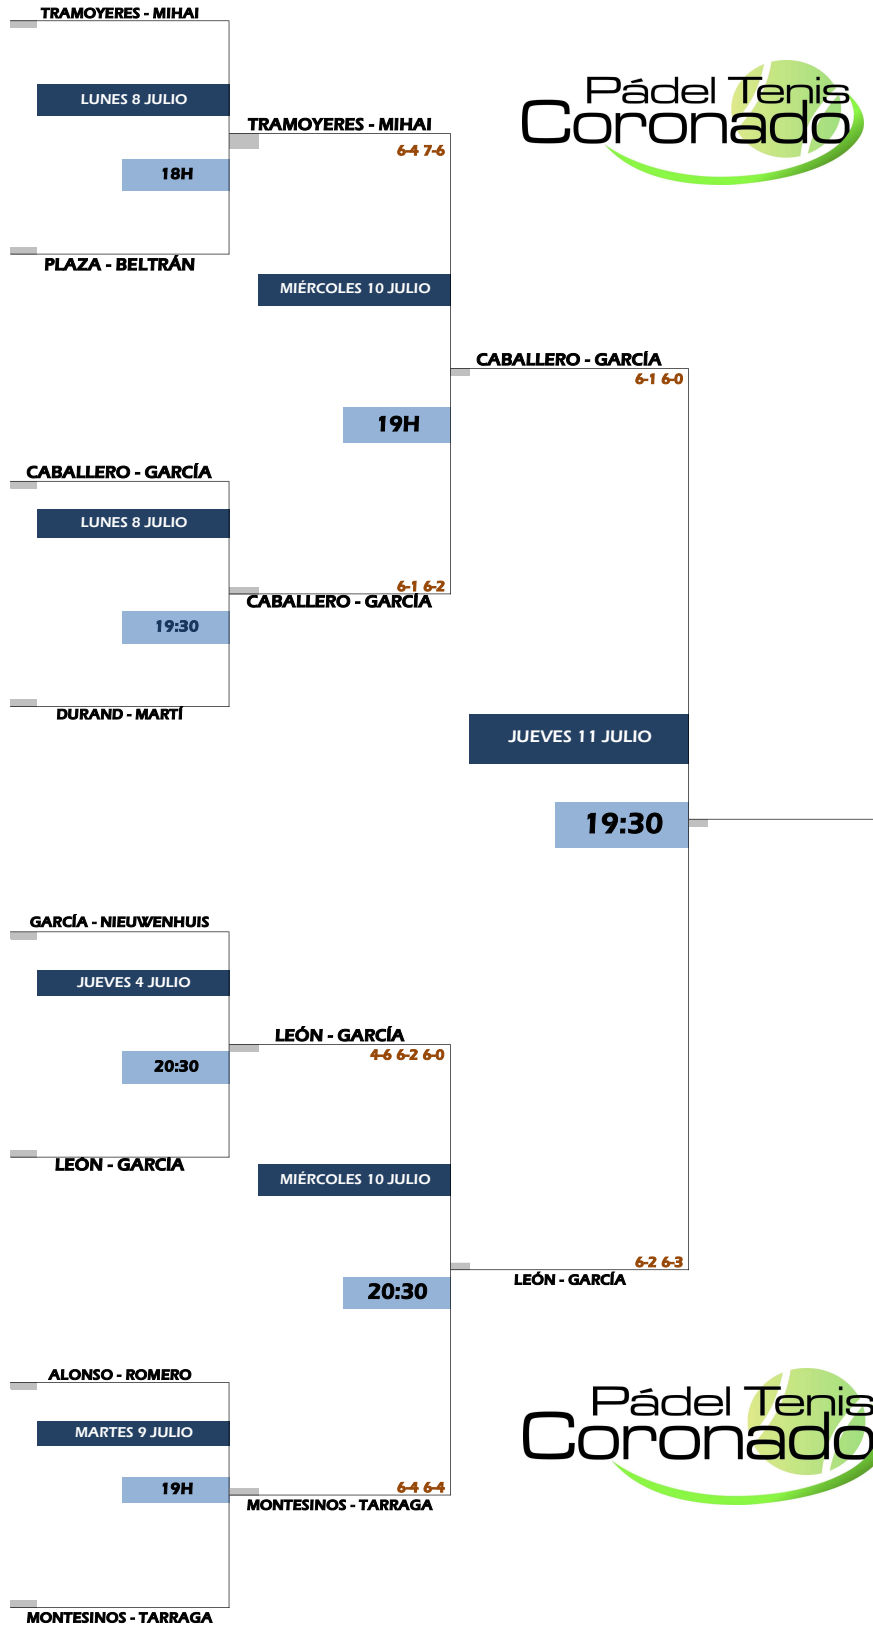 TRAMOYERES - MIHAI
LUNES 8 JULIO
Pádel Tenis
Coronado
TRAMOYERES - MIHAI
6-4 7-6
18H
PLAZA - BELTRÁN
MIÉRCOLES 10 JULIO
CABALLERO - GARCÍA
6-1 6-0
19H
CABALLERO - GARCÍA
LUNES 8 JULIO
6-1 6-2
CABALLERO - GARCÍA
19:30
DURAND - MARTÍ
JUEVES 11 JULIO
19:30
GARCÍA - NIEUWENHUIS
JUEVES 4 JULIO
LEÓN - GARCÍA
4-6 6-2 6-0
20:30
LEÓN - GARCÍA
MIÉRCOLES 10 JULIO
6-2 6-3
LEÓN - GARCÍA
20:30
ALONSO - ROMERO
Pádel Tenis
Coronado
MARTES 9 JULIO
19H
6-4 6-4
MONTESINOS - TARRAGA
MONTESINOS - TARRAGA